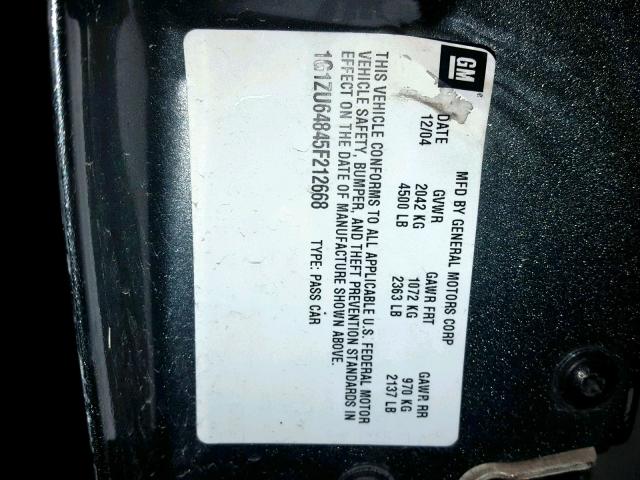 GM
MFD BY GENERAL MOTORS CORP
DATE GVWR GAWR FRT GAWR RR
12/04 2042 KG 1072 KG 970 KG
4500 LB 2363 LB 2137 LB
THIS VEHICLE CONFORMS TO ALL APPLICABLE U.S. FEDERAL MOTOR
VEHICLE SAFETY, BUMPER, AND THEFT PREVENTION STANDARDS IN
EFFECT ON THE DATE OF MANUFACTURE SHOWN ABOVE.
1G1ZU64845F212668 TYPE: PASS CAR